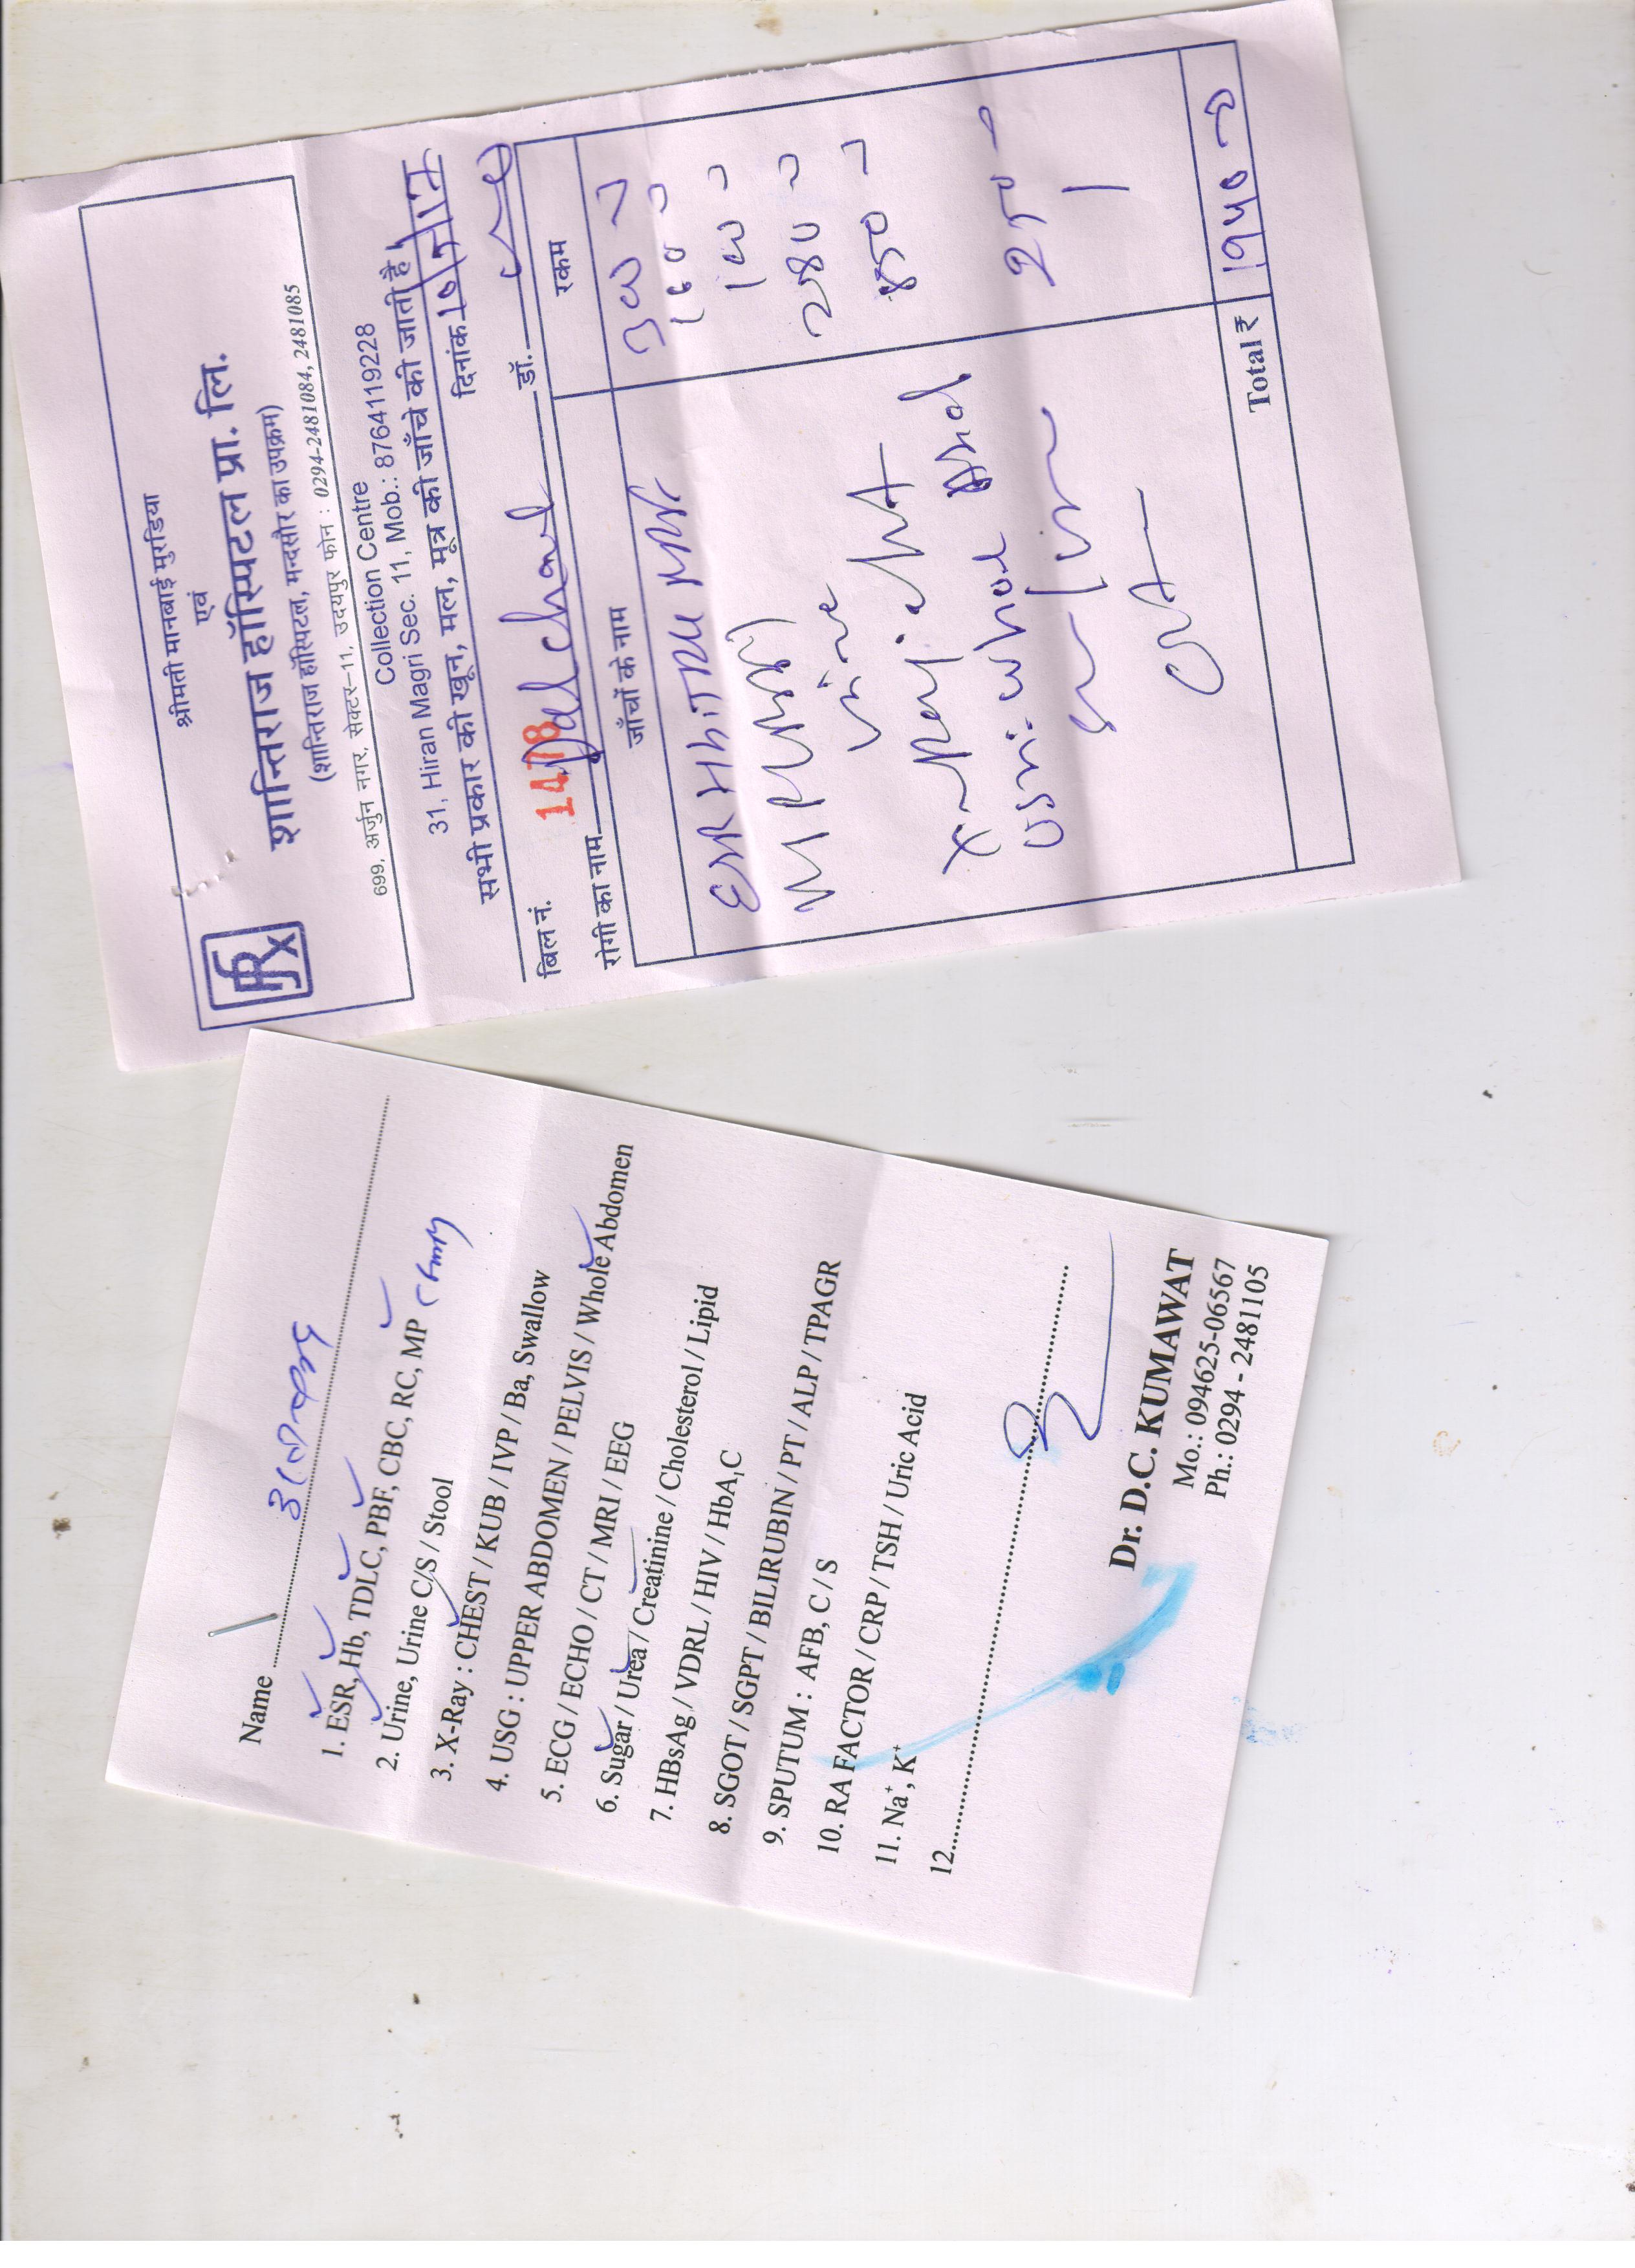 श्रीमती मानबाई मुरडिया
एवं
शान्तिराज हॉस्पिटल प्रा. लि.
(शान्तिराज हॉस्पिटल, मन्दसौर का उपक्रम)
699, अर्जुन नगर, सेक्टर-11, उदयपुर फोन : 0294-2481084, 2481085
Collection Centre
31, Hiran Magri Sec. 11, Mob.: 8764119228
सभी प्रकार की खून, मल, मूत्र की जाँचे की जाती है।
बिल नं. 1478 दिनांक
रोगी का नाम डॉ.
जाँचों के नाम रकम
280
850
250
Total ₹ 1940
Name
1. ESR, Hb, TDLC, PBF, CBC, RC, MP
2. Urine, Urine C/S / Stool
3. X-Ray : CHEST / KUB / IVP / Ba, Swallow
4. USG : UPPER ABDOMEN / PELVIS / Whole Abdomen
5. ECG / ECHO / CT / MRI / EEG
6. Sugar / Urea / Creatinine / Cholesterol / Lipid
7. HBsAg / VDRL / HIV / HbA₁C
8. SGOT / SGPT / BILIRUBIN / PT / ALP / TPAGR
9. SPUTUM : AFB, C / S
10. RA FACTOR / CRP / TSH / Uric Acid
11. Na⁺, K⁺
12.
Dr. D.C. KUMAWAT
Mo.: 094625-06567
Ph.: 0294 - 2481105